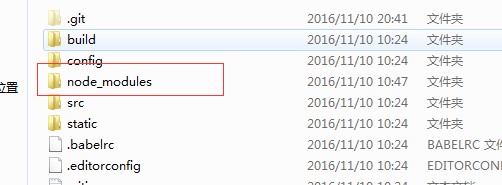 .git 2016/11/10 20:41 文件夹
build 2016/11/10 10:24 文件夹
config 2016/11/10 10:24 文件夹
位置 node_modules 2016/11/10 10:47 文件夹
src 2016/11/10 10:24 文件夹
static 2016/11/10 10:24 文件夹
.babelrc 2016/11/10 10:24 BABELRC 文件
.editorconfig 2016/11/10 10:24 EDITORCONF